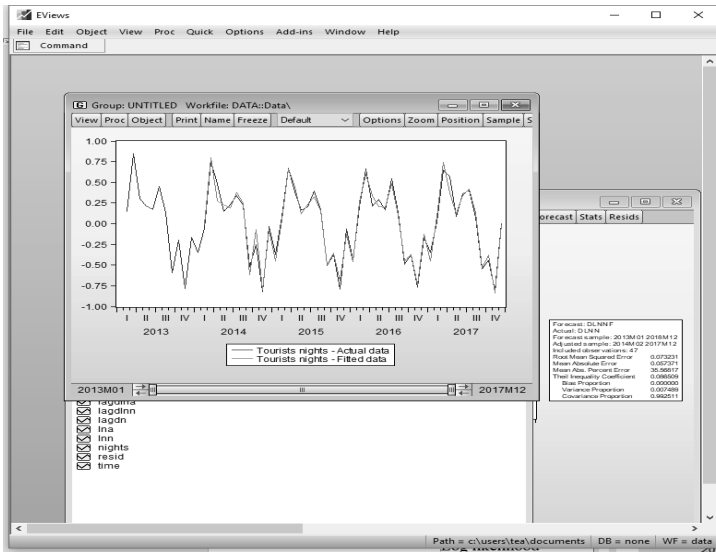 EViews
File Edit Object View Proc Quick Options Add-ins Window Help
Command
G Group: UNTITLED Workfile: DATA::Data\
View Proc Object Print Name Freeze Default Options Zoom Position Sample S
1.00
0.75
0.50
0.25
0.00
-0.25
-0.50
-0.75
-1.00
I II III IV I II III IV I II III IV I II III IV I II III IV
2013 2014 2015 2016 2017
Tourists nights - Actual data
Tourists nights - Fitted data
2013M01 2017M12
orecast Stats Resids
Forecast: DLNNF
Actual: DLNN
Forecast sample: 2013M01 2018M12
Adjusted sample: 2014M02 2017M12
Included observations: 47
Root Mean Squared Error 0.073231
Mean Absolute Error 0.057371
Mean Abs. Percent Error 35.56617
Theil Inequality Coefficient 0.098509
Bias Proportion 0.000000
Variance Proportion 0.007489
Covariance Proportion 0.992511
lagdlnn
lagdn
lna
lnn
nights
resid
time
Path = c:\users\tea\documents DB = none WF = data